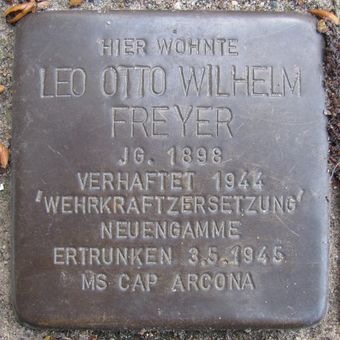 HIER WOHNTE
LEO OTTO WILHELM
FREYER
JG. 1898
VERHAFTET 1944
'WEHRKRAFTZERSETZUNG'
NEUENGAMME
ERTRUNKEN 3.5.1945
MS CAP ARCONA